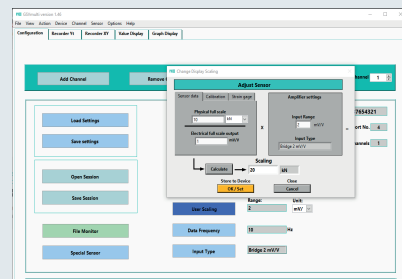 GSVmulti version 1.46
File View Action Device Channel Sensor Options Help
Configuration Recorder Yt Recorder XY Value Display Graph Display
Add Channel
Remove
Channel 1
Load Settings
Save settings
Open Session
Save Session
File Monitor
Special Sensor
Change Display Scaling
Adjust Sensor
Sensor data Calibration Strain gage
Physical full scale
10 kN
Electrical full scale output
1 mV/V
X
Amplifier settings
Input Range
2 mV/V
Input Type
Bridge 2 mV/V
=
Scaling
Calculate 20 kN
Store to Device
OK / Set
Close
Cancel
7654321
ort No. 4
annels 1
Range: Unit:
User Scaling 2 mV/
Data Frequency 10 Hz
Input Type Bridge 2 mV/V